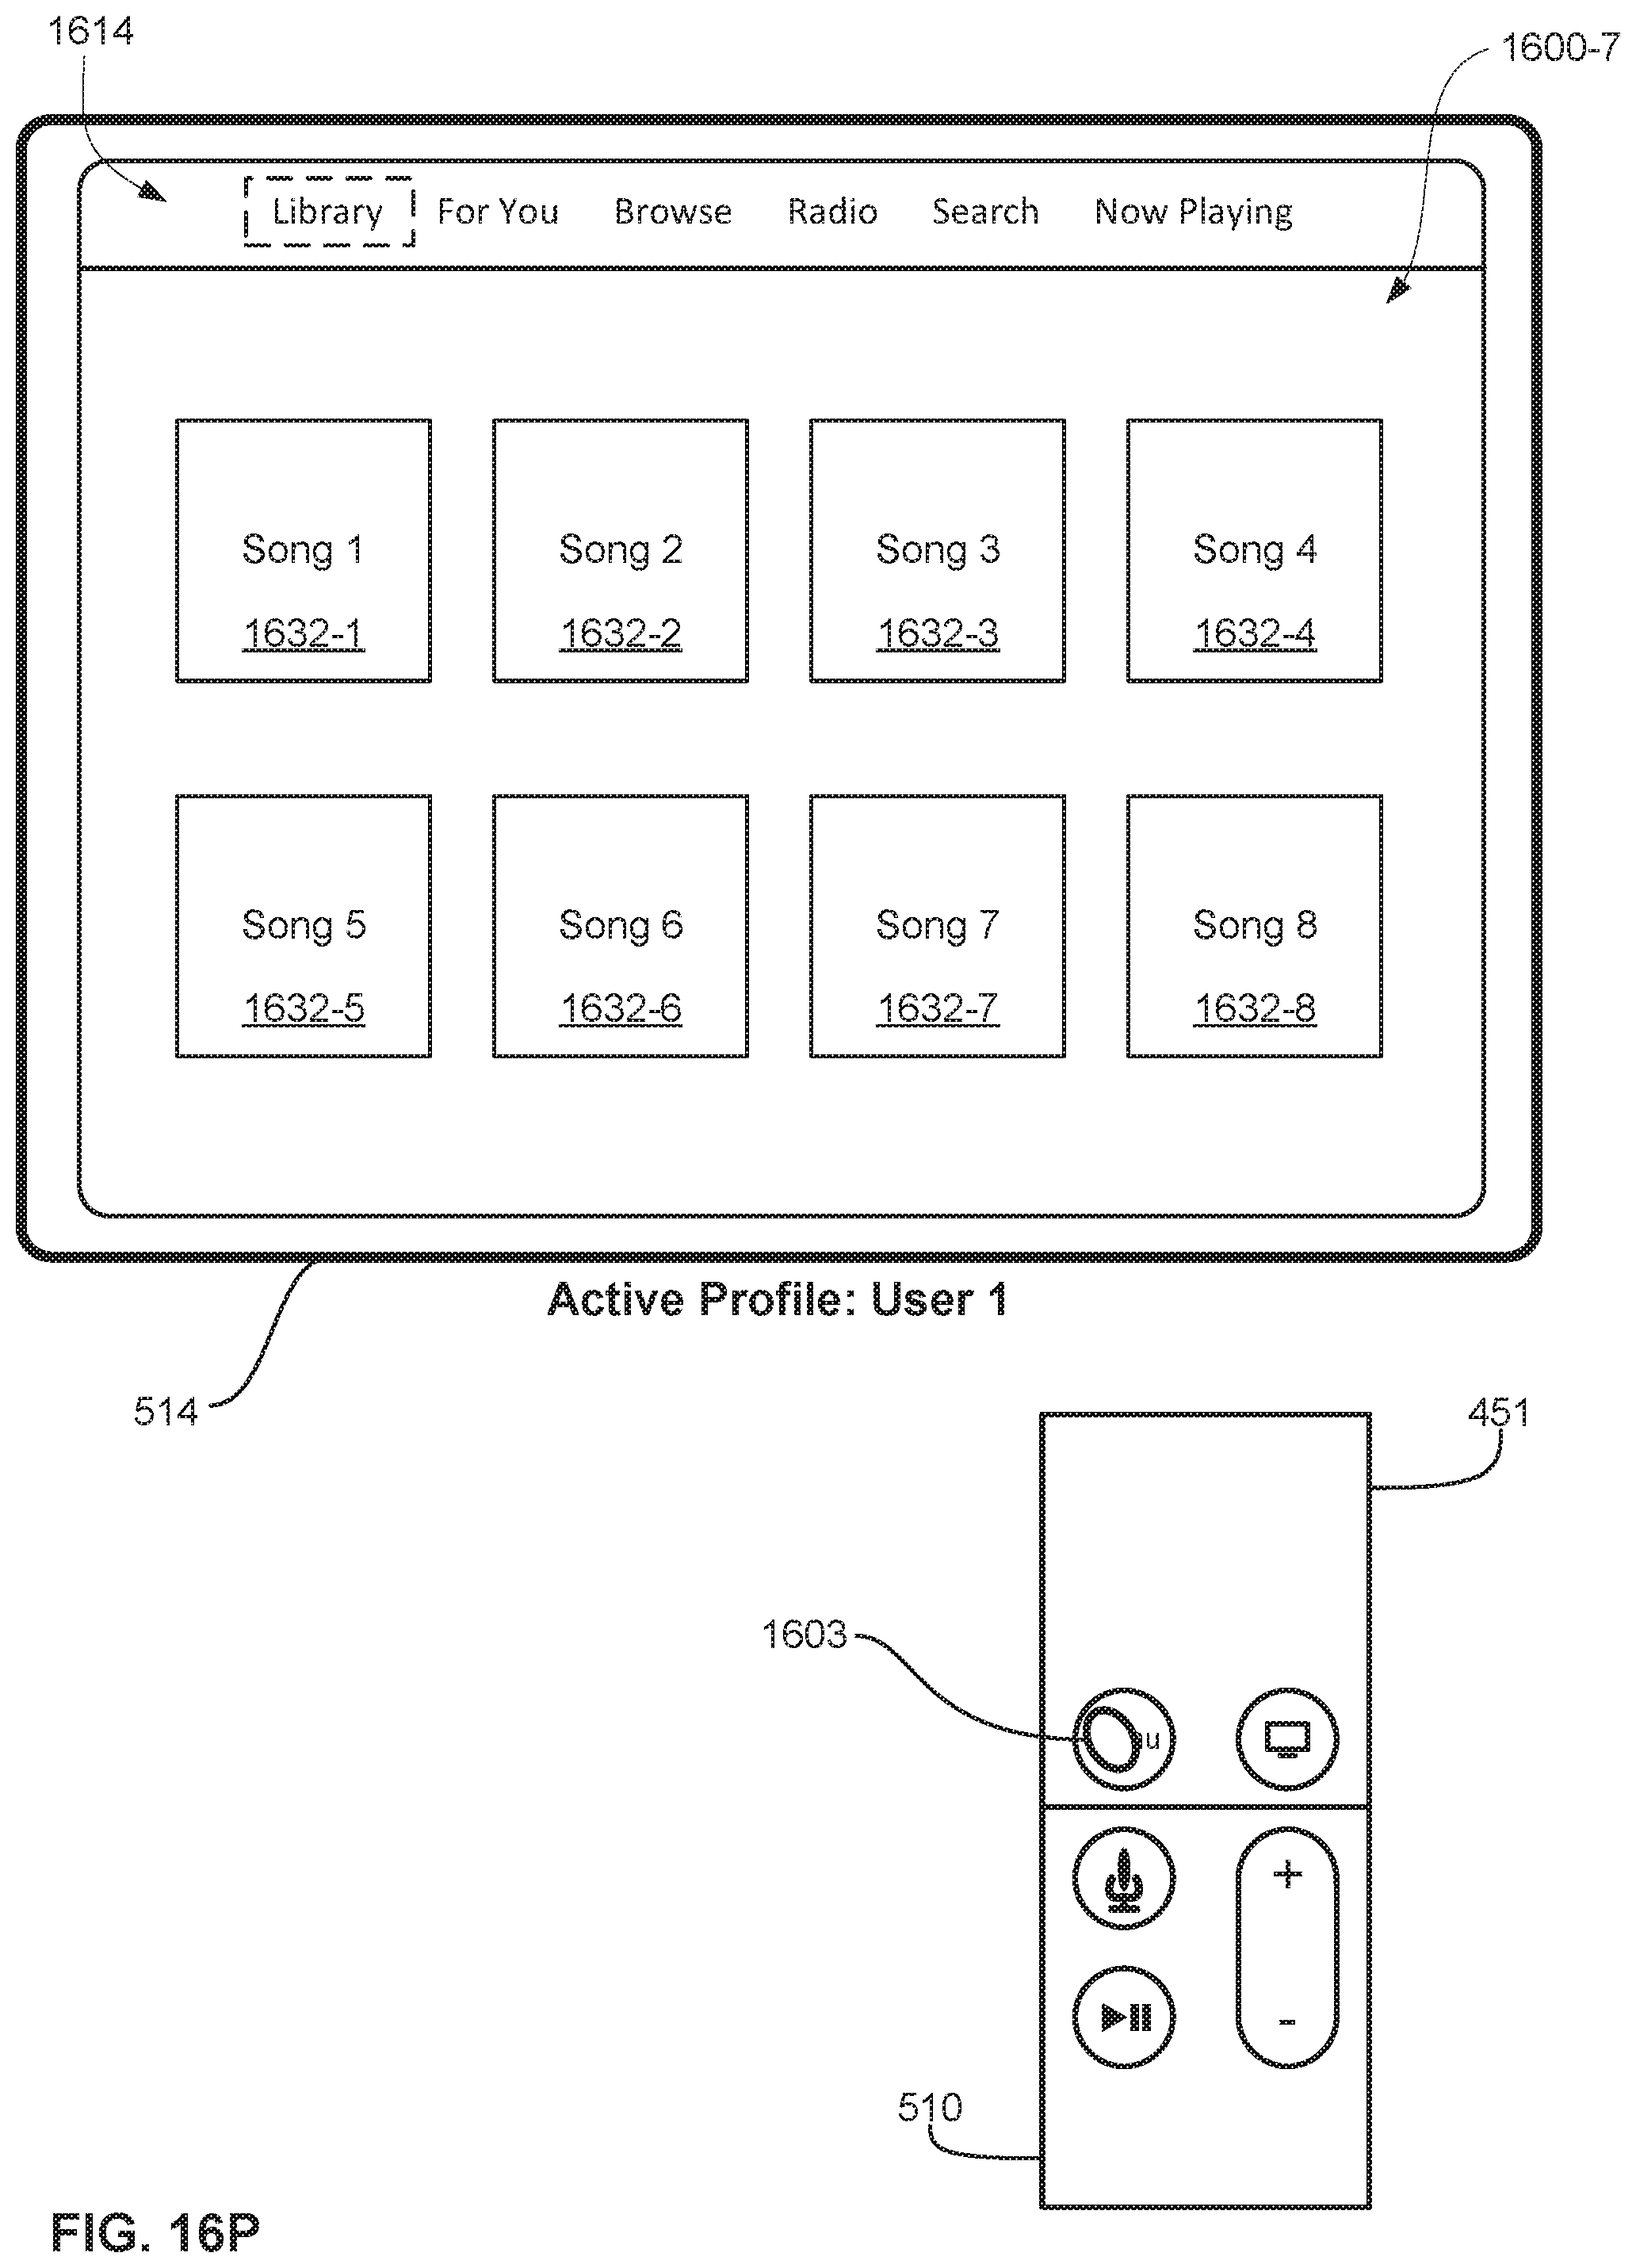 1614
1600-7
Library For You Browse Radio Search Now Playing
Song 1 Song 2 Song 3 Song 4
1632-1 1632-2 1632-3 1632-4
Song 5 Song 6 Song 7 Song 8
1632-5 1632-6 1632-7 1632-8
Active Profile: User 1
514
451
1603
+
-
510
FIG. 16P